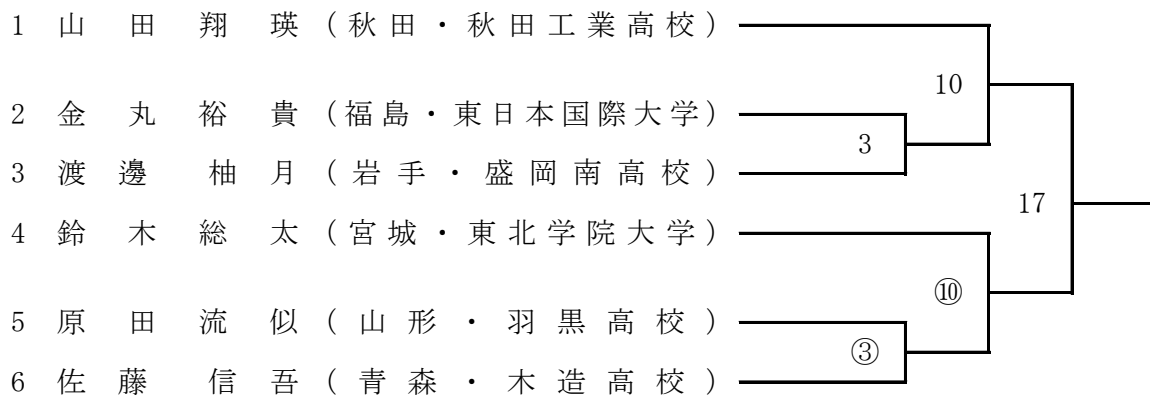 1 山田翔瑛(秋田・秋田工業高校)
10
2 金丸裕貴(福島・東日本国際大学)
3
3 渡邊柚月(岩手・盛岡南高校)
17
4 鈴木総太(宮城・東北学院大学)
⑩
5 原田流似(山形・羽黒高校)
③
6 佐藤信吾(青森・木造高校)